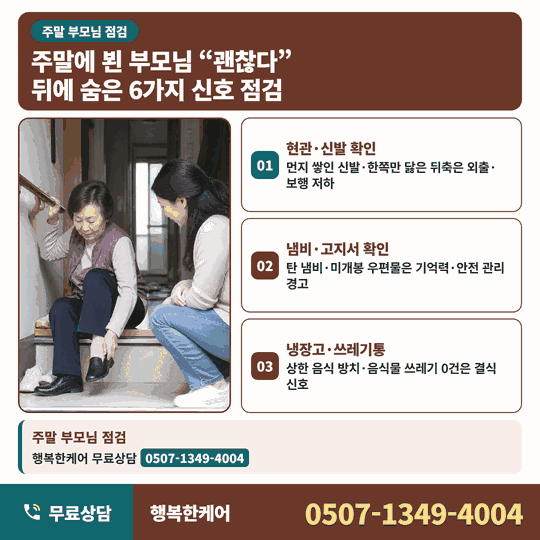 주말 부모님 점검
주말에 뵌 부모님 “괜찮다”
뒤에 숨은 6가지 신호 점검
01
현관·신발 확인
먼지 쌓인 신발·한쪽만 닳은 뒤축은 외출·
보행 저하
02
냄비·고지서 확인
탄 냄비·미개봉 우편물은 기억력·안전 관리
경고
03
냉장고·쓰레기통
상한 음식 방치·음식물 쓰레기 0건은 결식
신호
주말 부모님 점검
행복한케어 무료상담 0507-1349-4004
무료상담
행복한케어
0507-1349-4004